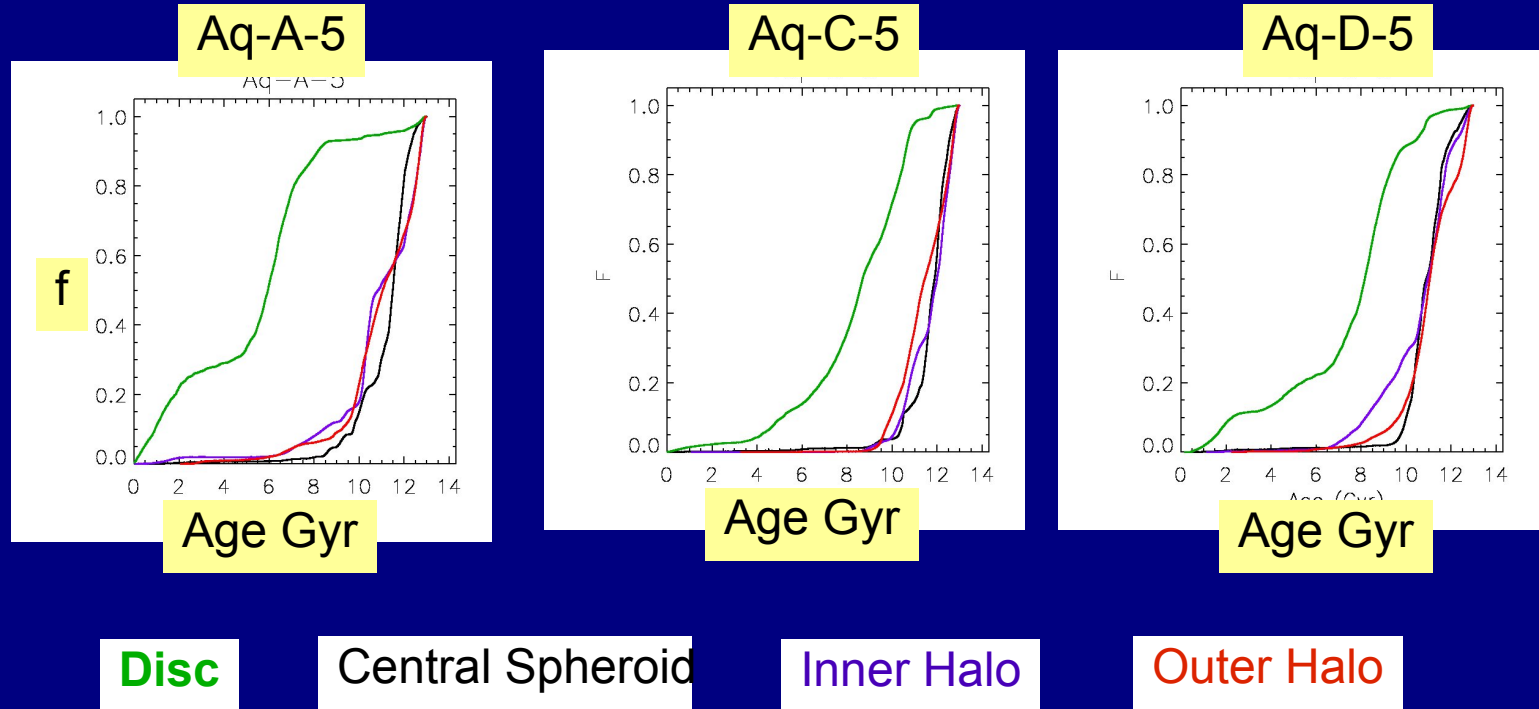 Aq-A-5
Aq-C-5
Aq-D-5
Aq-A-5
1.0
0.8
0.6
0.4
0.2
0.0
f
0 2 4 6 8 10 12 14
Age Gyr
1.0
0.8
0.6
0.4
0.2
0.0
F
0 2 4 6 8 10 12 14
Age Gyr
1.0
0.8
0.6
0.4
0.2
0.0
F
0 2 4 6 8 10 12 14
Age (Gyr)
Age Gyr
Disc
Central Spheroid
Inner Halo
Outer Halo